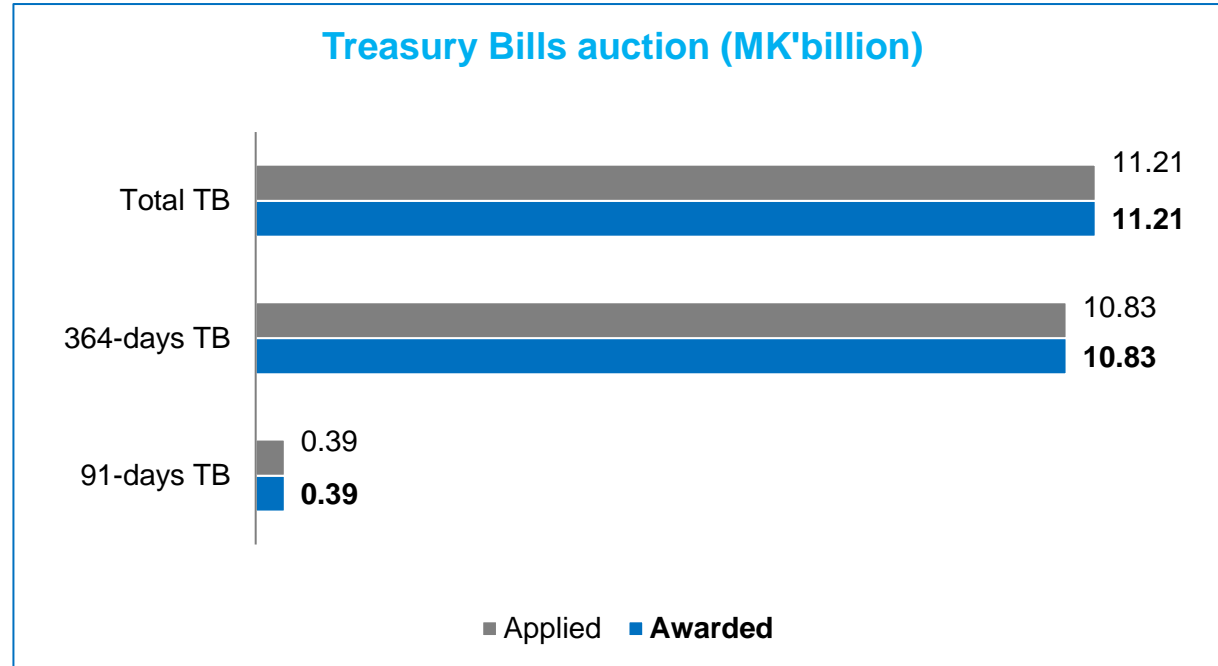 Treasury Bills auction (MK'billion)
Total TB
11.21
11.21
364-days TB
10.83
10.83
91-days TB
0.39
0.39
Applied Awarded